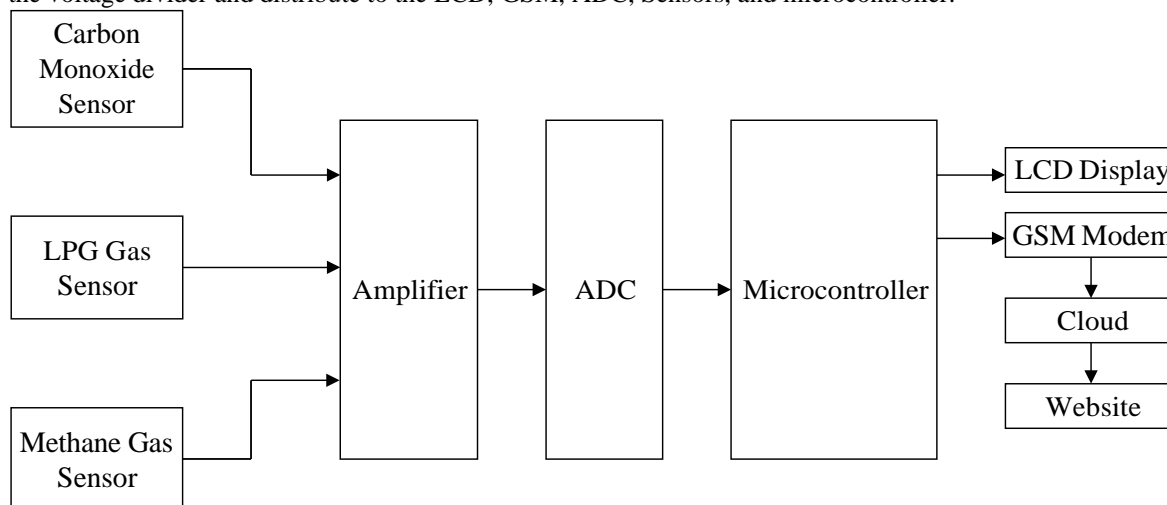 the voltage divider and distribute to the LCD, GSM, ADC, Sensors, and microcontroller.
Carbon
Monoxide
Sensor
LPG Gas
Sensor
Methane Gas
Sensor
Amplifier
ADC
Microcontroller
LCD Display
GSM Modem
Cloud
Website